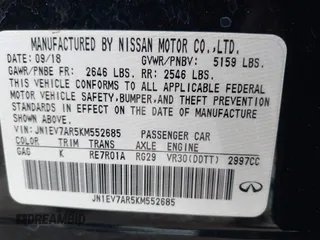 MANUFACTURED BY NISSAN MOTOR CO.,LTD.
DATE: 09/18 GVWR/PNBV: 5159 LBS.
GAWR/PNBE FR: 2646 LBS. RR: 2546 LBS.
THIS VEHICLE CONFORMS TO ALL APPLICABLE FEDERAL
MOTOR VEHICLE SAFETY, BUMPER, AND THEFT PREVENTION
STANDARDS IN EFFECT ON THE DATE OF MANUFACTURE
SHOWN ABOVE.
VIN: JN1EV7AR5KM552685 PASSENGER CAR
COLOR TRIM TRANS AXLE ENGINE
GAG K RE7R01A RG29 VR30(DDTT) 2997CC
JN1EV7AR5KM552685
DREAMBID